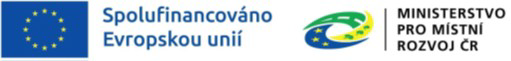 Spolufinancováno
Evropskou unií
MINISTERSTVO
PRO MÍSTNÍ
ROZVOJ ČR